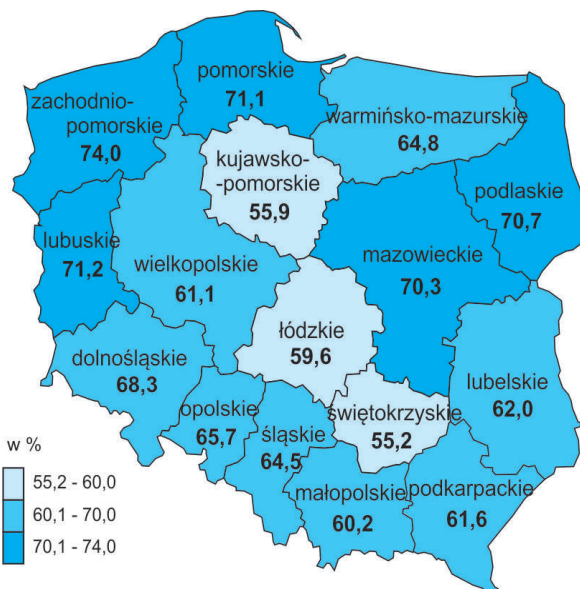 pomorskie
71,1
zachodnio-
pomorskie
74,0
warmińsko-mazurskie
64,8
kujawsko-
-pomorskie
55,9
podlaskie
70,7
lubuskie
71,2
wielkopolskie
61,1
mazowieckie
70,3
łódzkie
59,6
dolnośląskie
68,3
lubelskie
62,0
opolskie
65,7
śląskie
64,5
świętokrzyskie
55,2
małopolskie
60,2
podkarpackie
61,6
w %
55,2 - 60,0
60,1 - 70,0
70,1 - 74,0